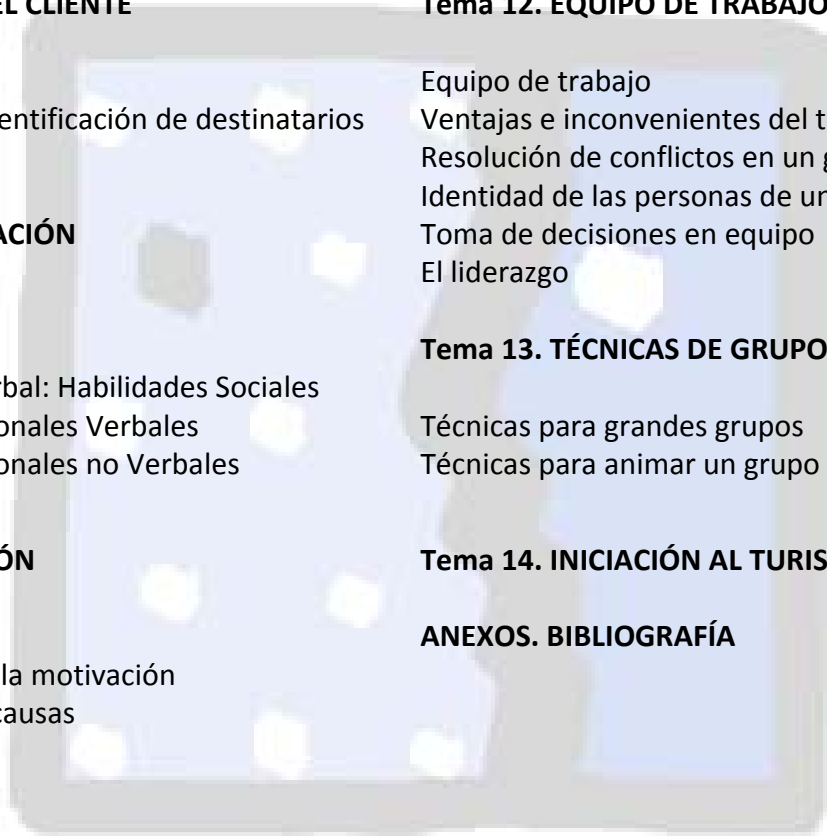 EL CLIENTE
entificación de destinatarios
ACIÓN
rbal: Habilidades Sociales
onales Verbales
onales no Verbales
ÓN
la motivación
causas
Tema 12. EQUIPO DE TRABAJO
Equipo de trabajo
Ventajas e inconvenientes del t
Resolución de conflictos en un g
Identidad de las personas de un
Toma de decisiones en equipo
El liderazgo
Tema 13. TÉCNICAS DE GRUPO
Técnicas para grandes grupos
Técnicas para animar un grupo
Tema 14. INICIACIÓN AL TURIS
ANEXOS. BIBLIOGRAFÍA